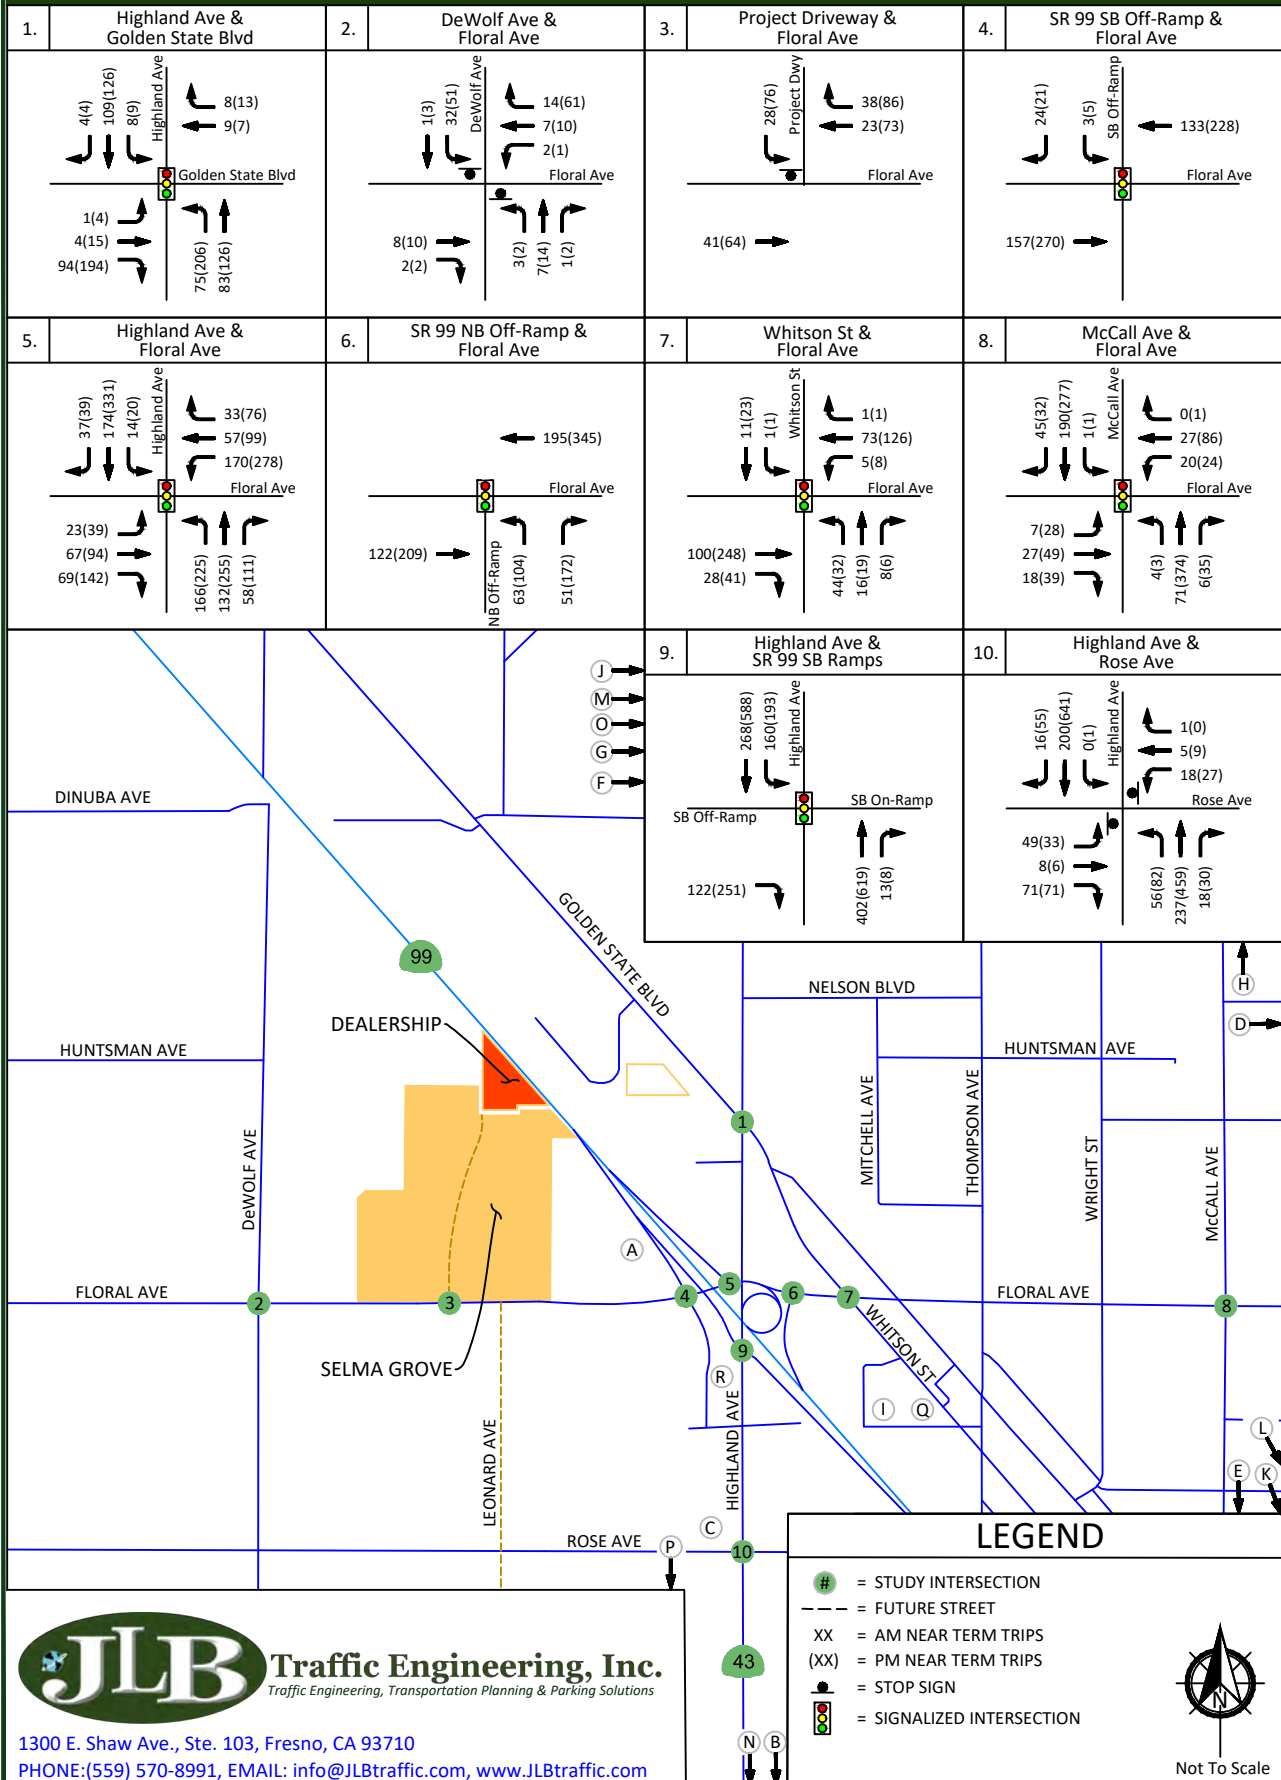 1.
Highland Ave &
Golden State Blvd
4(4)
109(126)
8(9)
Highland Ave
8(13)
9(7)
Golden State Blvd
1(4)
4(15)
94(194)
75(206)
83(126)
2.
DeWolf Ave &
Floral Ave
1(3)
32(51)
DeWolf Ave
14(61)
7(10)
2(1)
Floral Ave
8(10)
2(2)
3(2)
7(14)
1(2)
3.
Project Driveway &
Floral Ave
28(76)
Project Dwy
38(86)
23(73)
Floral Ave
41(64)
4.
SR 99 SB Off-Ramp &
Floral Ave
24(21)
3(5)
SB Off-Ramp
133(228)
Floral Ave
157(270)
5.
Highland Ave &
Floral Ave
37(39)
174(331)
14(20)
Highland Ave
33(76)
57(99)
170(278)
Floral Ave
23(39)
67(94)
69(142)
166(225)
132(255)
58(111)
6.
SR 99 NB Off-Ramp &
Floral Ave
195(345)
Floral Ave
122(209)
NB Off-Ramp
63(104)
51(172)
7.
Whitson St &
Floral Ave
11(23)
1(1)
Whitson St
1(1)
73(126)
5(8)
Floral Ave
100(248)
28(41)
44(32)
16(19)
8(6)
8.
McCall Ave &
Floral Ave
45(32)
190(277)
1(1)
McCall Ave
0(1)
27(86)
20(24)
Floral Ave
7(28)
27(49)
18(39)
4(3)
71(374)
6(35)
9.
Highland Ave &
SR 99 SB Ramps
268(588)
160(193)
Highland Ave
SB On-Ramp
SB Off-Ramp
122(251)
402(619)
13(8)
10.
Highland Ave &
Rose Ave
16(55)
200(641)
0(1)
Highland Ave
1(0)
5(9)
18(27)
Rose Ave
49(33)
8(6)
71(71)
56(82)
237(459)
18(30)
J
M
O
G
F
DINUBA AVE
GOLDEN STATE BLVD
99
NELSON BLVD
H
D
DEALERSHIP
HUNTSMAN AVE
HUNTSMAN AVE
MITCHELL AVE
THOMPSON AVE
WRIGHT ST
McCALL AVE
DeWOLF AVE
1
A
FLORAL AVE
2
3
4
5
6
7
FLORAL AVE
8
9
WHITSON ST
SELMA GROVE
R
I
Q
HIGHLAND AVE
LEONARD AVE
L
E
K
C
ROSE AVE
P
10
43
N
B
LEGEND
# = STUDY INTERSECTION
= FUTURE STREET
XX = AM NEAR TERM TRIPS
(XX) = PM NEAR TERM TRIPS
= STOP SIGN
= SIGNALIZED INTERSECTION
N
Not To Scale
JLB
Traffic Engineering, Inc.
Traffic Engineering, Transportation Planning & Parking Solutions
1300 E. Shaw Ave., Ste. 103, Fresno, CA 93710
PHONE:(559) 570-8991, EMAIL: info@JLBtraffic.com, www.JLBtraffic.com